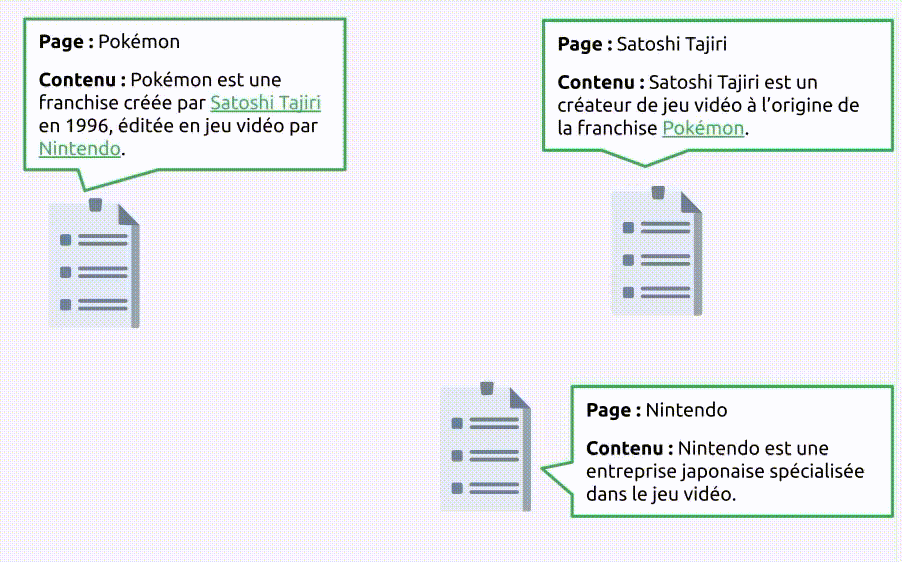 Page : Pokémon
Contenu : Pokémon est une
franchise créée par Satoshi Tajiri
en 1996, éditée en jeu vidéo par
Nintendo.
Page : Satoshi Tajiri
Contenu : Satoshi Tajiri est un
créateur de jeu vidéo à l’origine de
la franchise Pokémon.
Page : Nintendo
Contenu : Nintendo est une
entreprise japonaise spécialisée
dans le jeu vidéo.